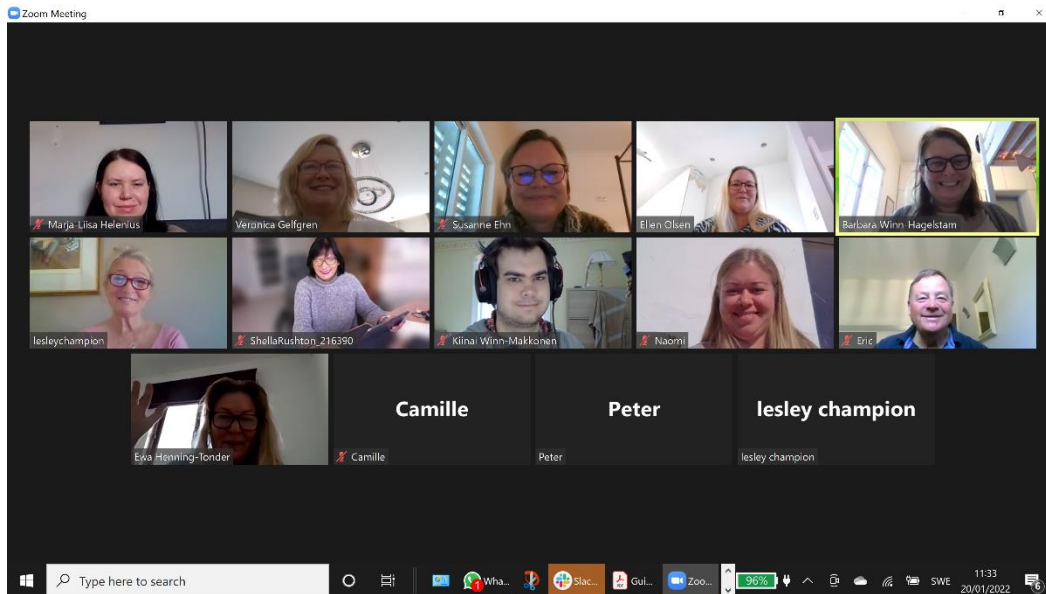 Zoom Meeting
Marja-Liisa Helenius
Veronica Gelfgren
Susanne Ehn
Ellen Olsen
Barbara Winn-Hagelstam
lesleychampion
ShellaRushton_216390
Kiinai Winn-Makkonen
Naomi
Eric
Ewa Henning-Tonder
Camille
Camille
Peter
Peter
lesley champion
lesley champion
Type here to search
1
Wha...
Slac...
Gui...
Zoo...
96%
SWE
11:33
20/01/2022
6